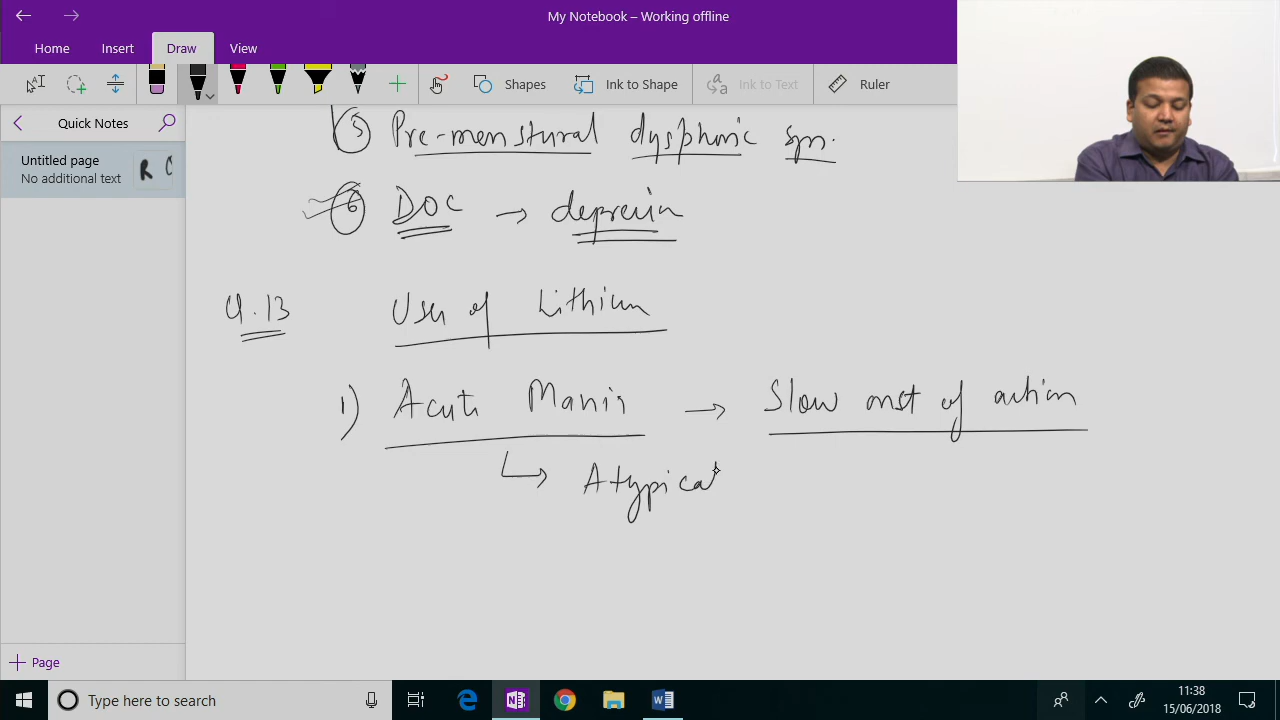 My Notebook – Working offline
Home Insert Draw View
Shapes Ink to Shape Ink to Text Ruler
Quick Notes
Untitled page
No additional text
R C
5 Pre-menstural dysphoric syn.
6 DOC → depression
Q.13 Uses of Lithium
1) Acute Mania → Slow onset of action
Atypical
+ Page
Type here to search
11:38
15/06/2018